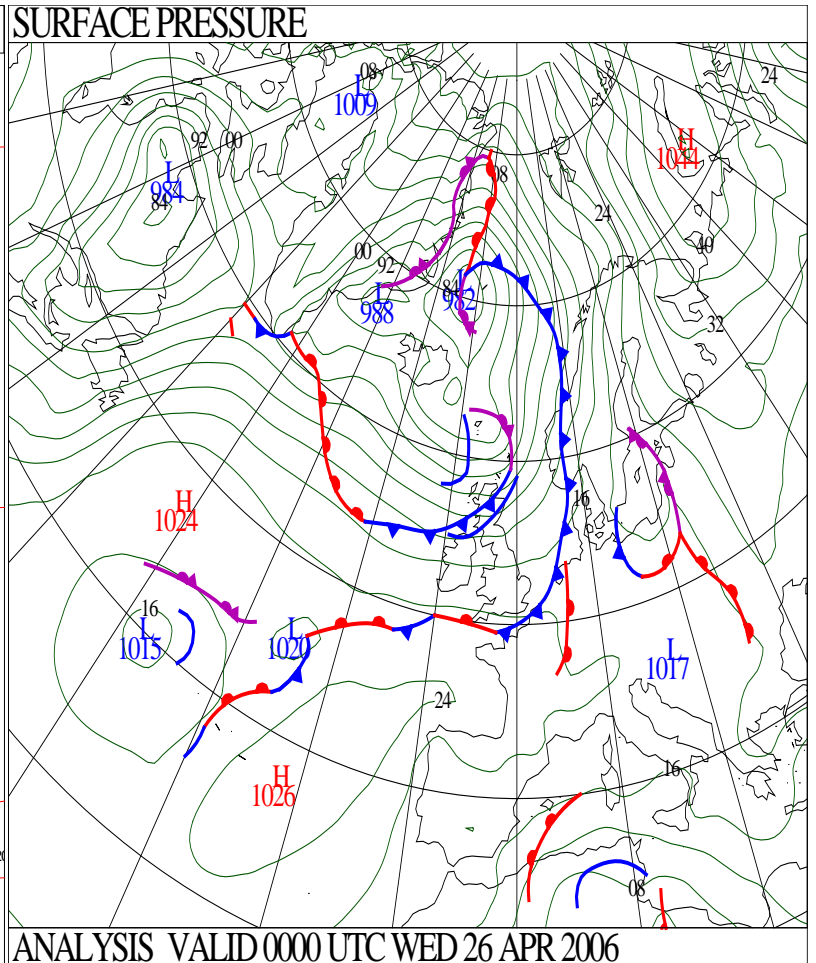 SURFACE PRESSURE
08
24
L
1009
92 00
H
1044
L
984
84
08
24
00
92
40
L
988
84
L
982
32
H
1024
16
16
L
1015
L
1020
L
1017
24
16
H
1026
08
ANALYSIS VALID 0000 UTC WED 26 APR 2006